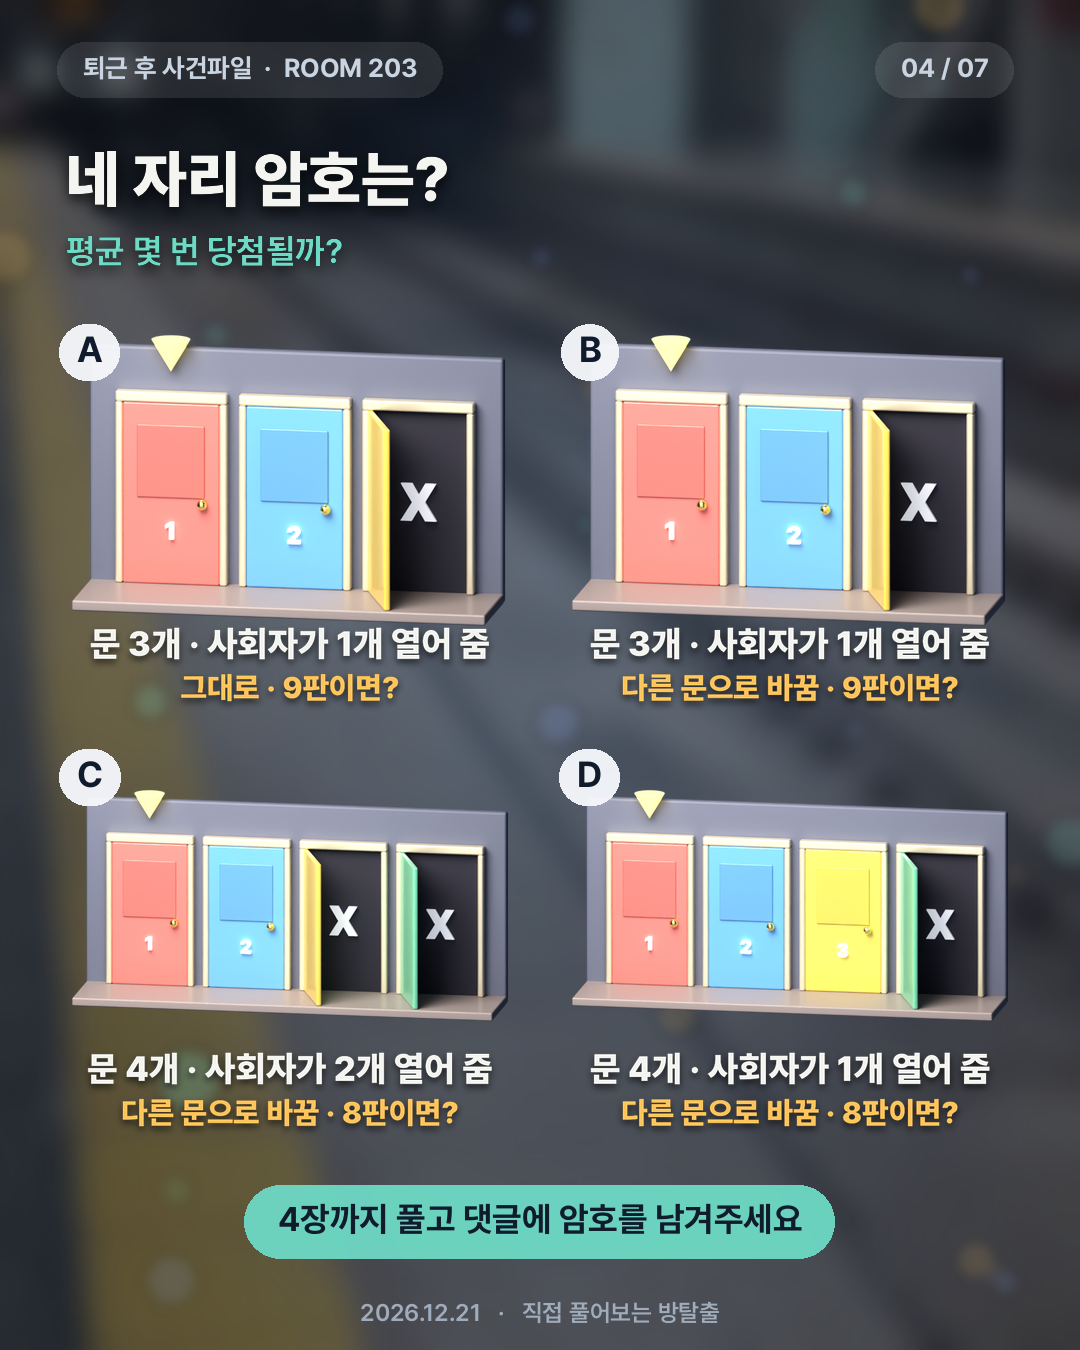 퇴근 후 사건파일 · ROOM 203
04 / 07
네 자리 암호는?
평균 몇 번 당첨될까?
A
1
2
X
문 3개 · 사회자가 1개 열어 줌
그대로 · 9판이면?
B
1
2
X
문 3개 · 사회자가 1개 열어 줌
다른 문으로 바꿈 · 9판이면?
C
1
2
X
X
문 4개 · 사회자가 2개 열어 줌
다른 문으로 바꿈 · 8판이면?
D
1
2
3
X
문 4개 · 사회자가 1개 열어 줌
다른 문으로 바꿈 · 8판이면?
4장까지 풀고 댓글에 암호를 남겨주세요
2026.12.21 · 직접 풀어보는 방탈출